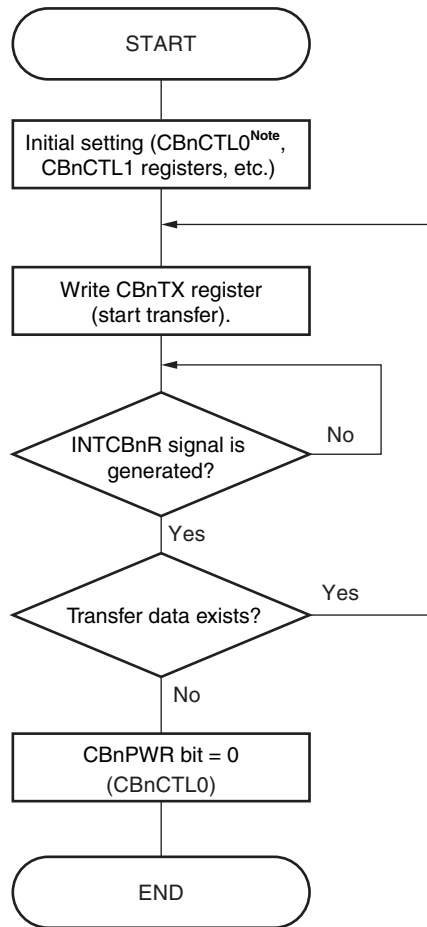 START
Initial setting (CBnCTL0Note,
CBnCTL1 registers, etc.)
Write CBnTX register
(start transfer).
INTCBnR signal is
generated?
No
Yes
Transfer data exists?
Yes
No
CBnPWR bit = 0
(CBnCTL0)
END